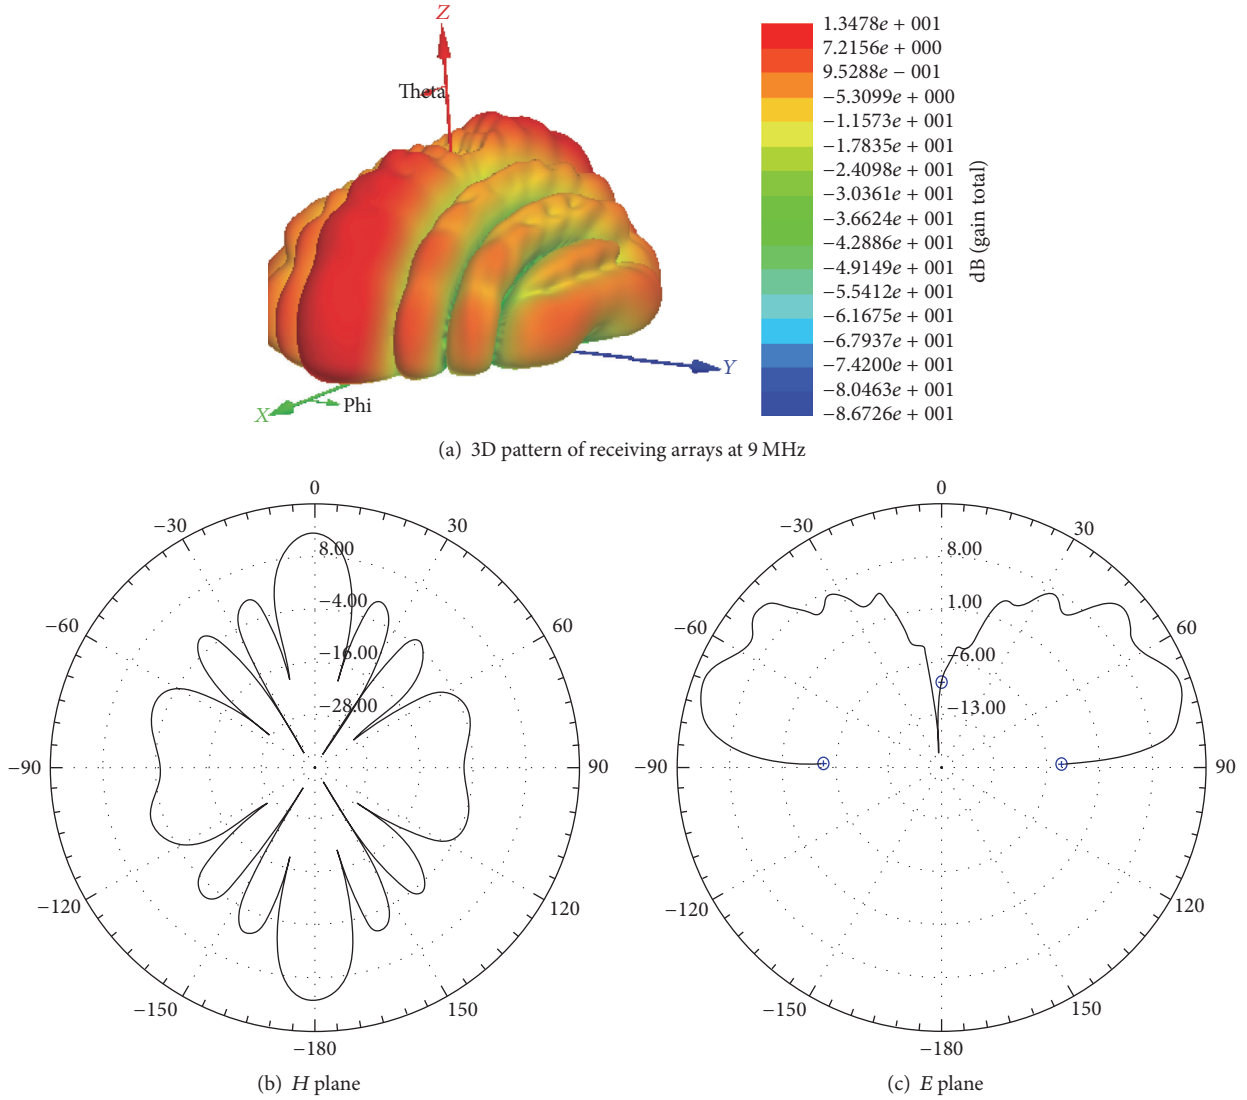 Z
Theta
Y
X
Phi
1.3478e + 001
7.2156e + 000
9.5288e − 001
−5.3099e + 000
−1.1573e + 001
−1.7835e + 001
−2.4098e + 001
−3.0361e + 001
−3.6624e + 001
−4.2886e + 001
−4.9149e + 001
−5.5412e + 001
−6.1675e + 001
−6.7937e + 001
−7.4200e + 001
−8.0463e + 001
−8.6726e + 001
dB (gain total)
(a) 3D pattern of receiving arrays at 9 MHz
0
−30
30
8.00
−4.00
−60
60
−16.00
−28.00
−90
90
−120
120
−150
150
−180
(b) H plane
0
−30
30
8.00
1.00
−60
60
−6.00
−13.00
−90
90
−120
120
−150
150
−180
(c) E plane